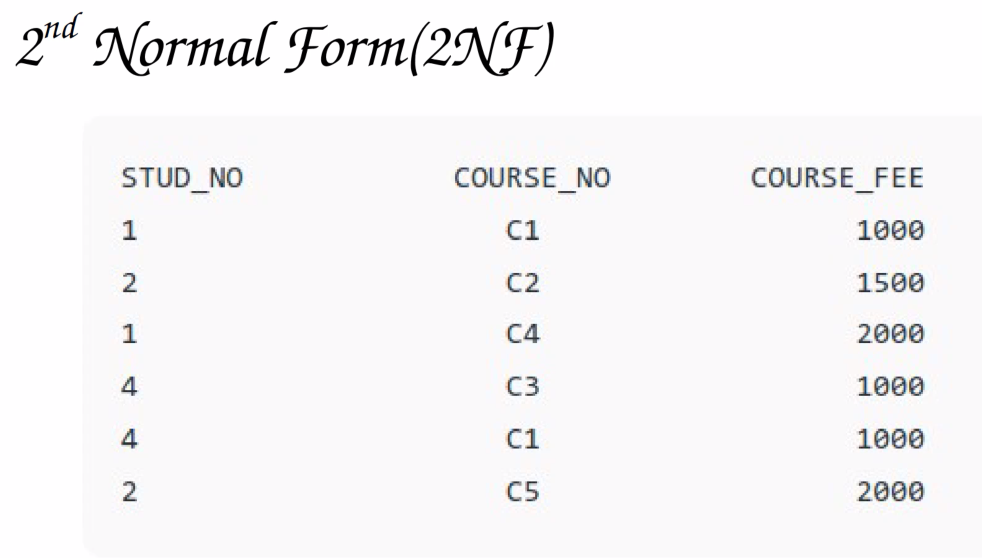 2nd Normal Form(2NF)
STUD_NO COURSE_NO COURSE_FEE
1 C1 1000
2 C2 1500
1 C4 2000
4 C3 1000
4 C1 1000
2 C5 2000